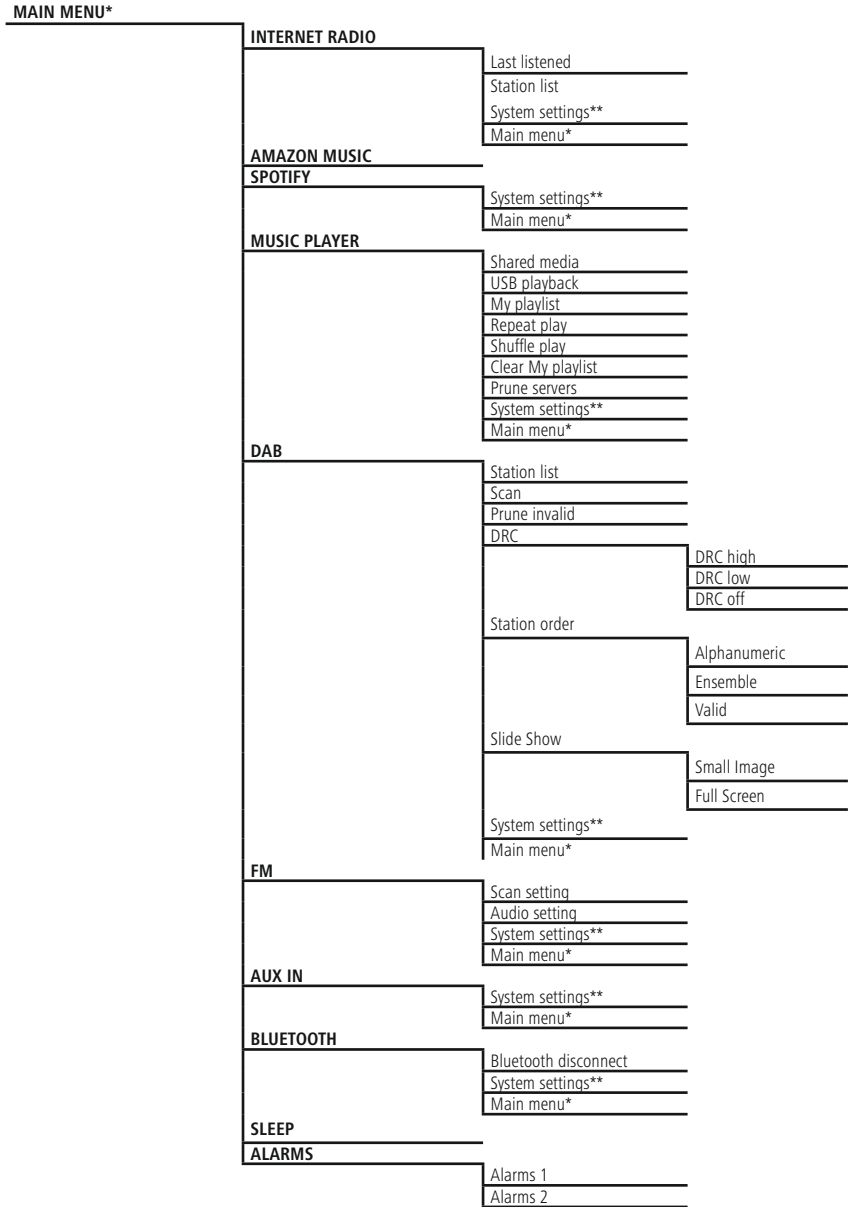 MAIN MENU*
INTERNET RADIO
Last listened
Station list
System settings**
Main menu*
AMAZON MUSIC
SPOTIFY
System settings**
Main menu*
MUSIC PLAYER
Shared media
USB playback
My playlist
Repeat play
Shuffle play
Clear My playlist
Prune servers
System settings**
Main menu*
DAB
Station list
Scan
Prune invalid
DRC
DRC high
DRC low
DRC off
Station order
Alphanumeric
Ensemble
Valid
Slide Show
Small Image
Full Screen
System settings**
Main menu*
FM
Scan setting
Audio setting
System settings**
Main menu*
AUX IN
System settings**
Main menu*
BLUETOOTH
Bluetooth disconnect
System settings**
Main menu*
SLEEP
ALARMS
Alarms 1
Alarms 2